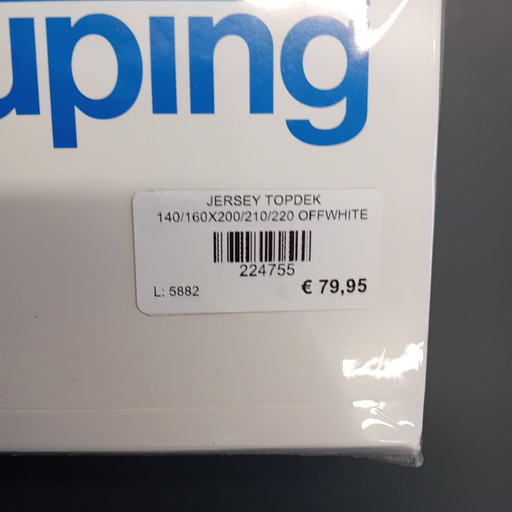 uping
JERSEY TOPDEK
140/160X200/210/220 OFFWHITE
224755
L: 5882
€ 79,95